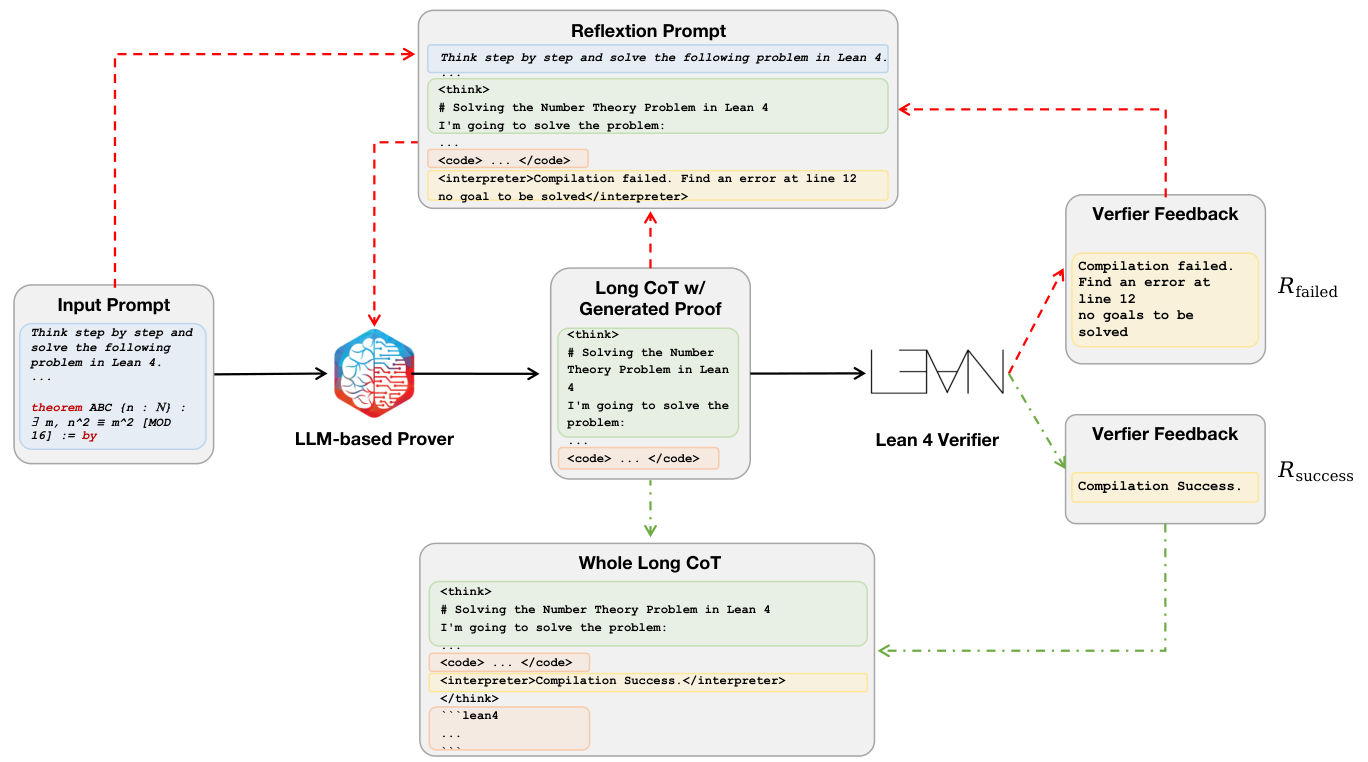 Reflextion Prompt
Think step by step and solve the following problem in Lean 4.
...
<think>
# Solving the Number Theory Problem in Lean 4
I'm going to solve the problem:
...
<code> ... </code>
<interpreter>Compilation failed. Find an error at line 12
no goal to be solved</interpreter>
Input Prompt
Think step by step and
solve the following
problem in Lean 4.
...
theorem ABC {n : N} :
∃ m, n^2 ≡ m^2 [MOD
16] := by
LLM-based Prover
Long CoT w/
Generated Proof
<think>
# Solving the Number
Theory Problem in Lean
4
I'm going to solve the
problem:
...
<code> ... </code>
LEAN
Lean 4 Verifier
Verfier Feedback
Compilation failed.
Find an error at
line 12
no goals to be
solved
R_failed
Verfier Feedback
Compilation Success.
R_success
Whole Long CoT
<think>
# Solving the Number Theory Problem in Lean 4
I'm going to solve the problem:
...
<code> ... </code>
<interpreter>Compilation Success.</interpreter>
</think>
```lean4
...
```